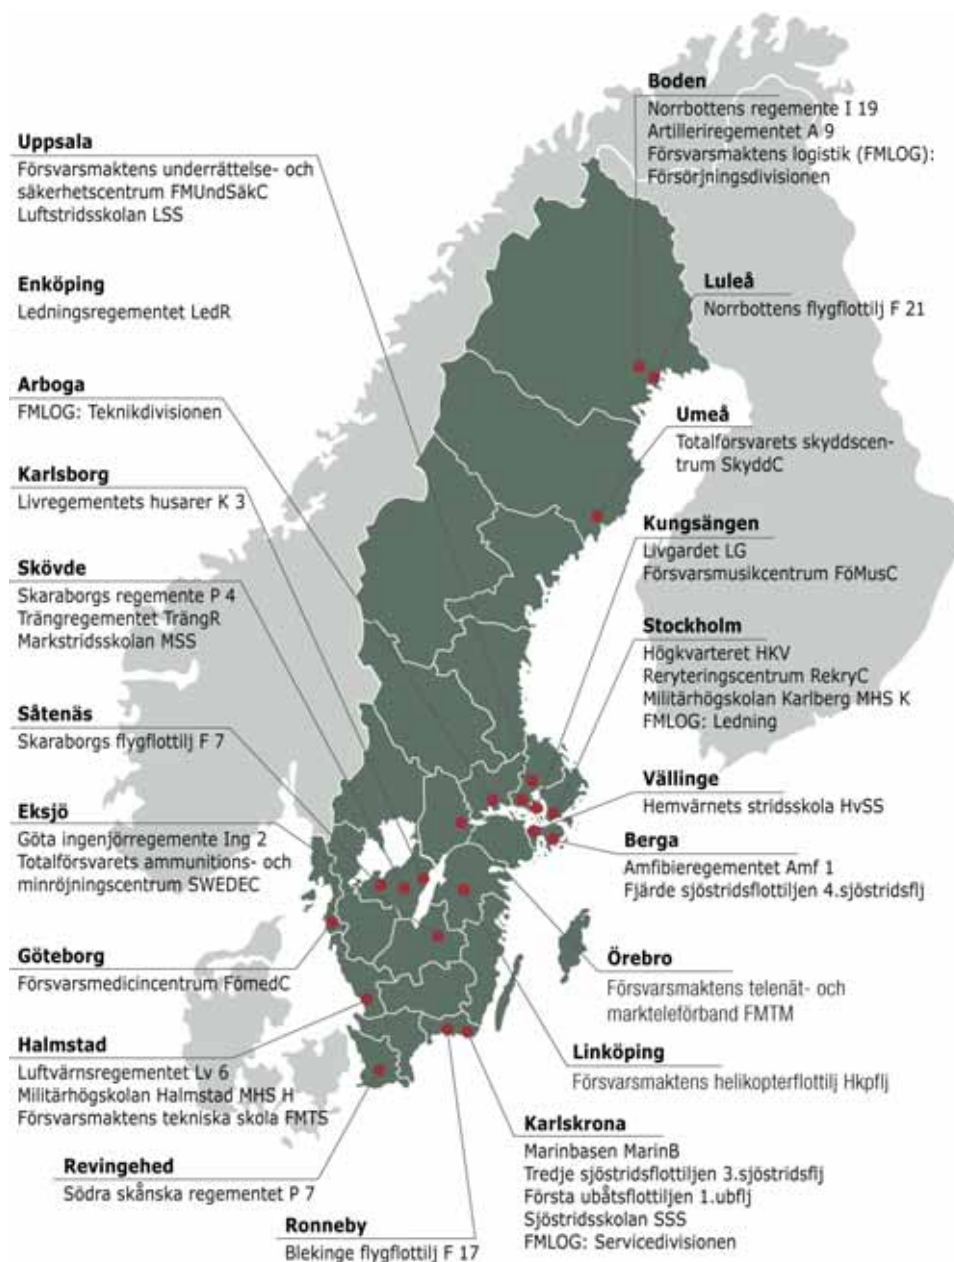 Uppsala
Försvarsmaktens underrättelse- och
säkerhetscentrum FMUndSäkC
Luftstridsskolan LSS
Enköping
Ledningsregementet LedR
Arboga
FMLOG: Teknikdivisionen
Karlsborg
Livregementets husarer K 3
Skövde
Skaraborgs regemente P 4
Trängregementet TrängR
Markstridsskolan MSS
Såtenäs
Skaraborgs flygflottilj F 7
Eksjö
Göta ingenjörregemente Ing 2
Totalförsvarets ammunitions- och
minröjningscentrum SWEDEC
Göteborg
Försvarsmedicincentrum FömedC
Halmstad
Luftvärnsregementet Lv 6
Militärhögskolan Halmstad MHS H
Försvarsmaktens tekniska skola FMTS
Revingehed
Södra skånska regementet P 7
Ronneby
Blekinge flygflottilj F 17
Boden
Norrbottens regemente I 19
Artilleriregementet A 9
Försvarsmaktens logistik (FMLOG):
Försörjningsdivisionen
Luleå
Norrbottens flygflottilj F 21
Umeå
Totalförsvarets skyddscen-
trum SkyddC
Kungsängen
Livgardet LG
Försvarsmusikcentrum FöMusC
Stockholm
Högkvarteret HKV
Reryteringscentrum RekryC
Militärhögskolan Karlberg MHS K
FMLOG: Ledning
Vällinge
Hemvärnets stridsskola HvSS
Berga
Amfibieregementet Amf 1
Fjärde sjöstridsflottiljen 4.sjöstridsflj
Örebro
Försvarsmaktens telenät- och
markteleförband FMTM
Linköping
Försvarsmaktens helikopterflottilj Hkpflj
Karlskrona
Marinbasen MarinB
Tredje sjöstridsflottiljen 3.sjöstridsflj
Första ubåtsflottiljen 1.ubflj
Sjöstridsskolan SSS
FMLOG: Servicedivisionen